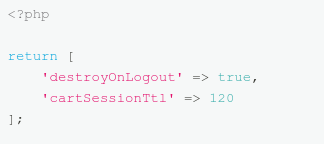 <?php
return [
    'destroyOnLogout' => true,
    'cartSessionTtl' => 120
];